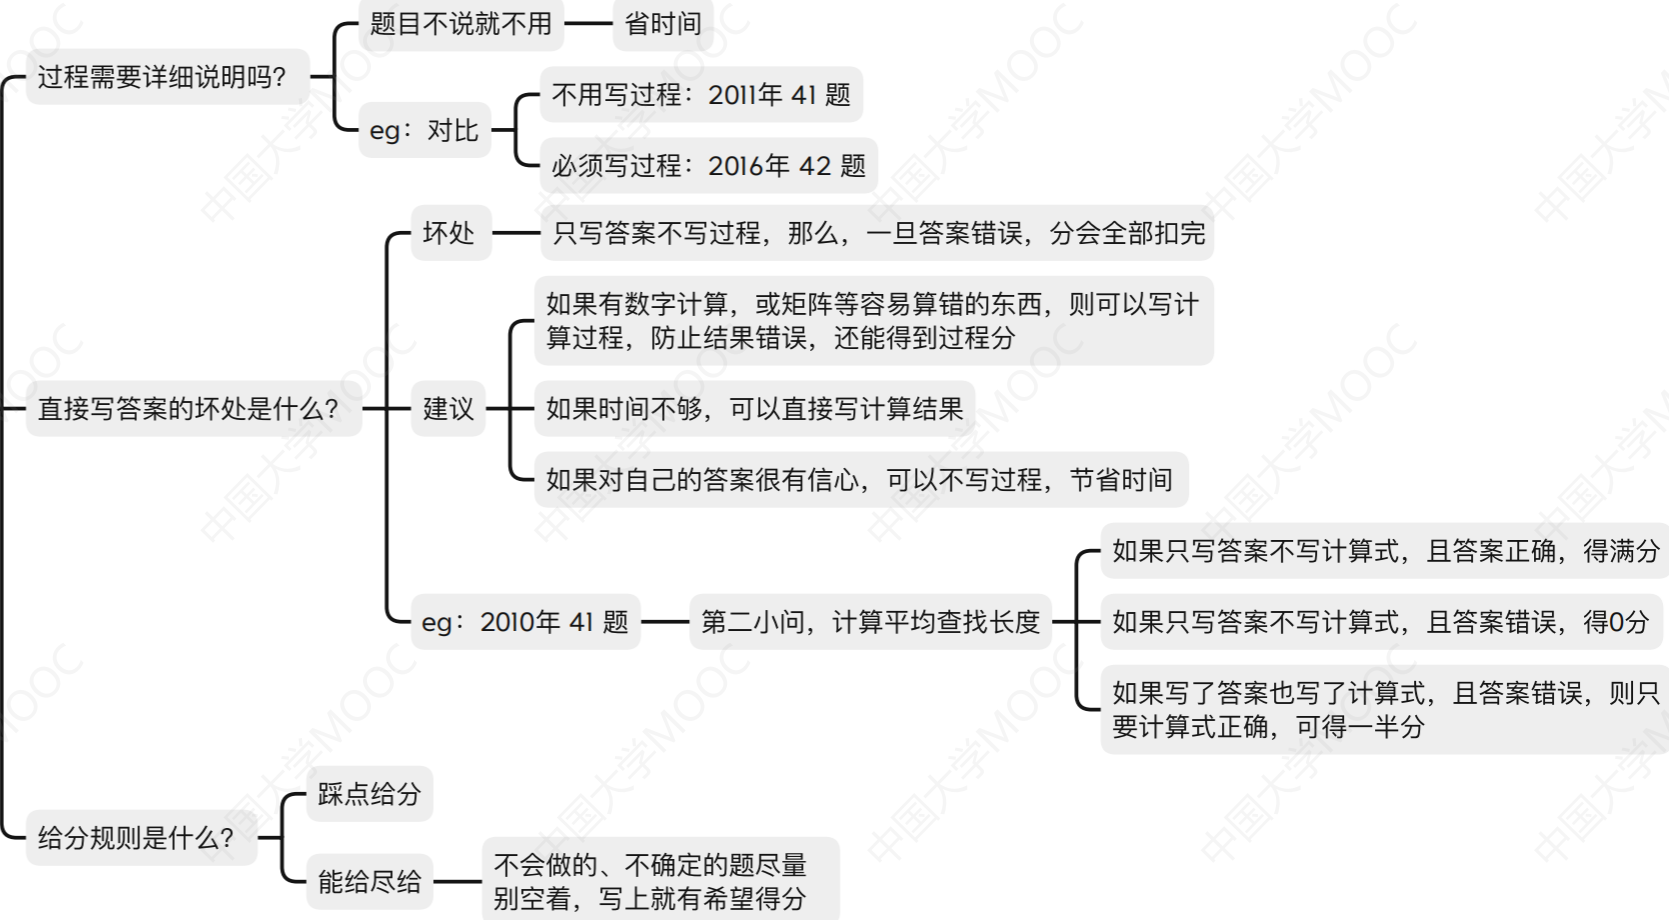 题目不说就不用
省时间
过程需要详细说明吗？
不用写过程：2011年 41 题
eg：对比
必须写过程：2016年 42 题
坏处
只写答案不写过程，那么，一旦答案错误，分会全部扣完
如果有数字计算，或矩阵等容易算错的东西，则可以写计
算过程，防止结果错误，还能得到过程分
直接写答案的坏处是什么？
建议
如果时间不够，可以直接写计算结果
如果对自己的答案很有信心，可以不写过程，节省时间
如果只写答案不写计算式，且答案正确，得满分
eg：2010年 41 题
第二小问，计算平均查找长度
如果只写答案不写计算式，且答案错误，得0分
如果写了答案也写了计算式，且答案错误，则只
要计算式正确，可得一半分
踩点给分
给分规则是什么？
能给尽给
不会做的、不确定的题尽量
别空着，写上就有希望得分
中国大学MOOC